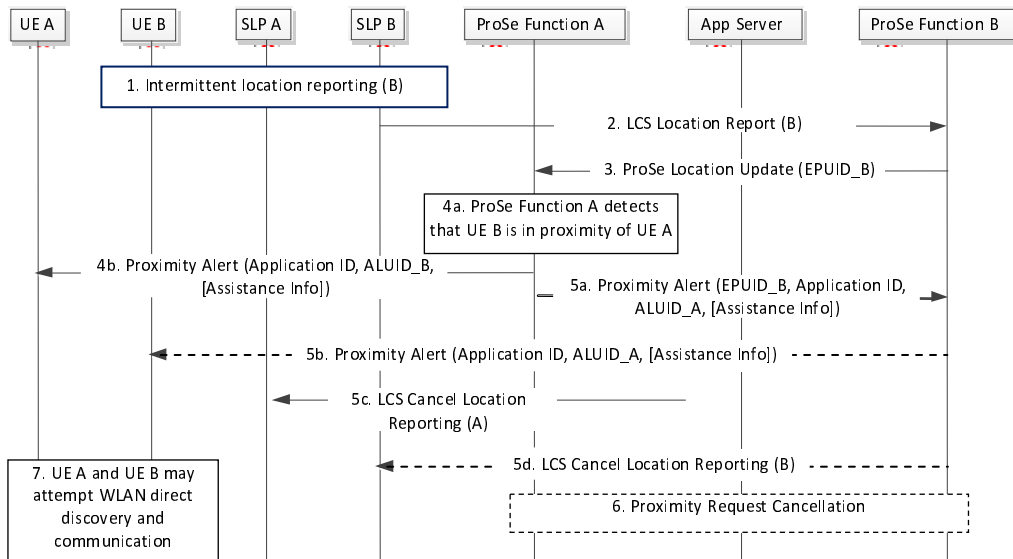 UE A
UE B
SLP A
SLP B
ProSe Function A
App Server
ProSe Function B
1. Intermittent location reporting (B)
2. LCS Location Report (B)
3. ProSe Location Update (EPUID_B)
4a. ProSe Function A detects
that UE B is in proximity of UE A
4b. Proximity Alert (Application ID, ALUID_B,
[Assistance Info])
5a. Proximity Alert (EPUID_B, Application ID,
ALUID_A, [Assistance Info])
5b. Proximity Alert (Application ID, ALUID_A, [Assistance Info])
5c. LCS Cancel Location
Reporting (A)
5d. LCS Cancel Location Reporting (B)
7. UE A and UE B may
attempt WLAN direct
discovery and
communication
6. Proximity Request Cancellation